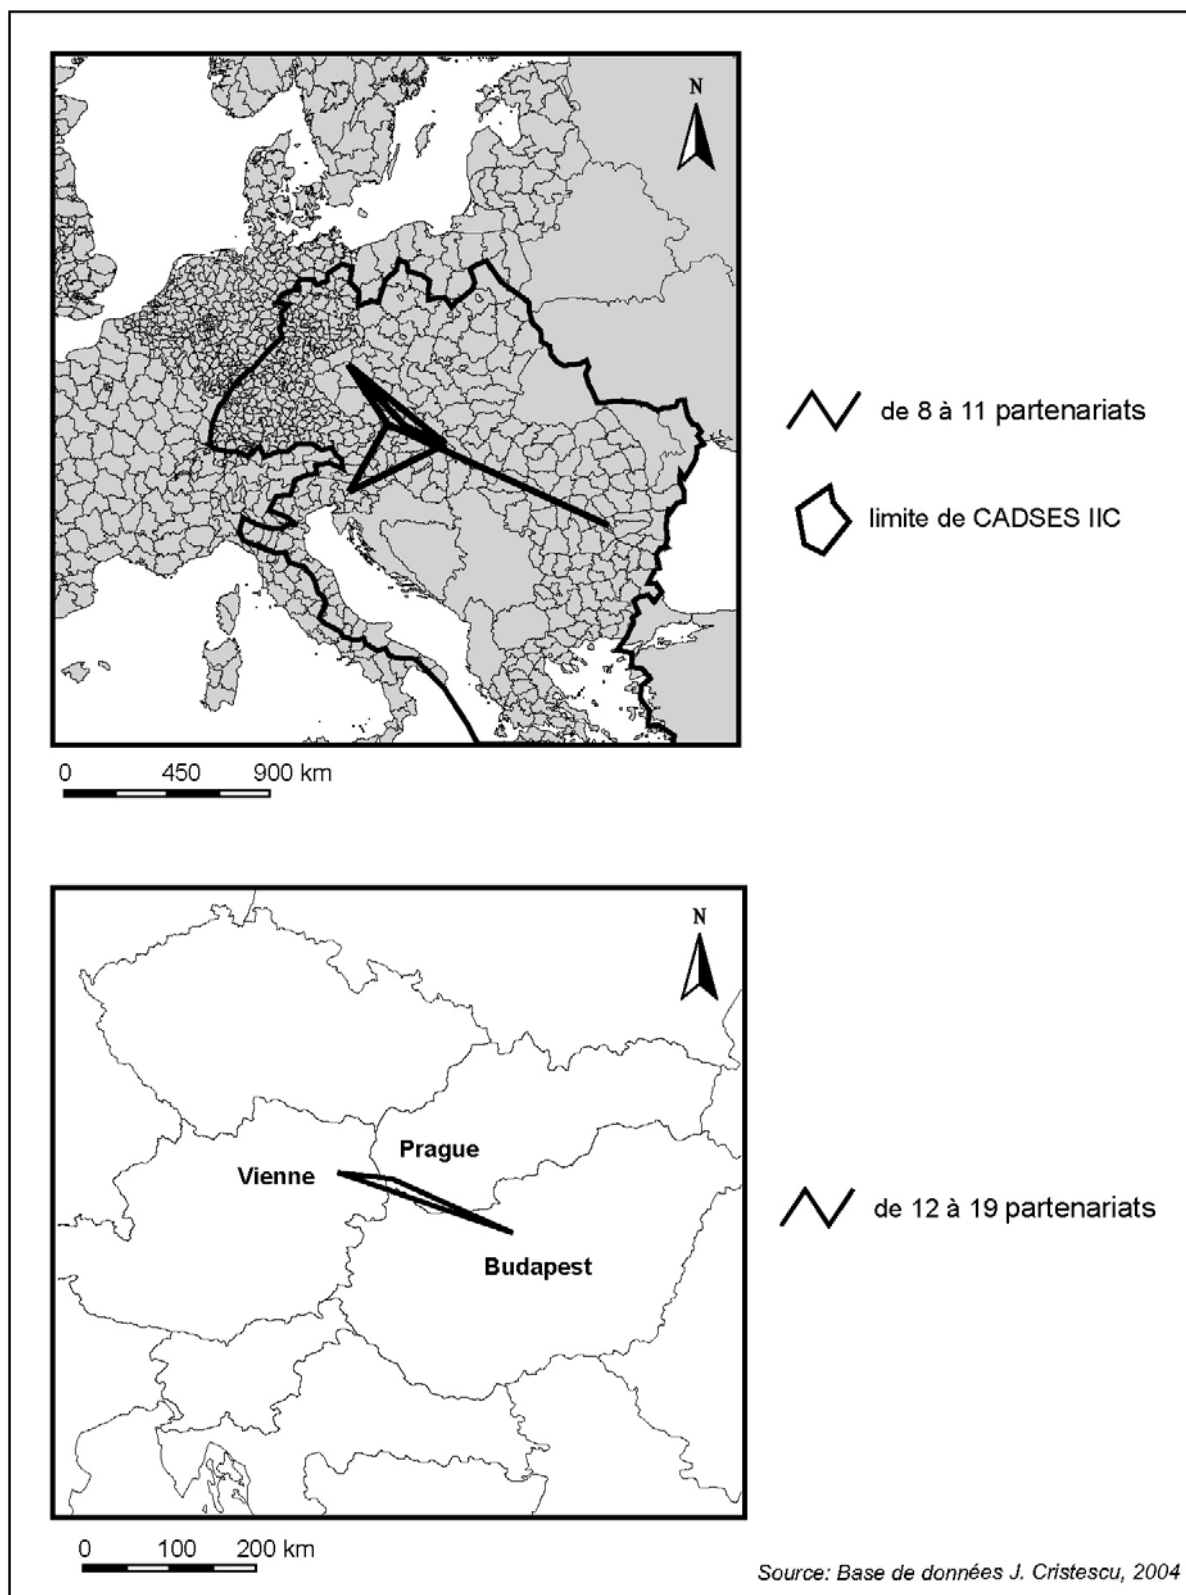 N
de 8 à 11 partenariats
limite de CADSES IIC
0 450 900 km
N
Prague
Vienne
Budapest
de 12 à 19 partenariats
0 100 200 km
Source: Base de données J. Cristescu, 2004